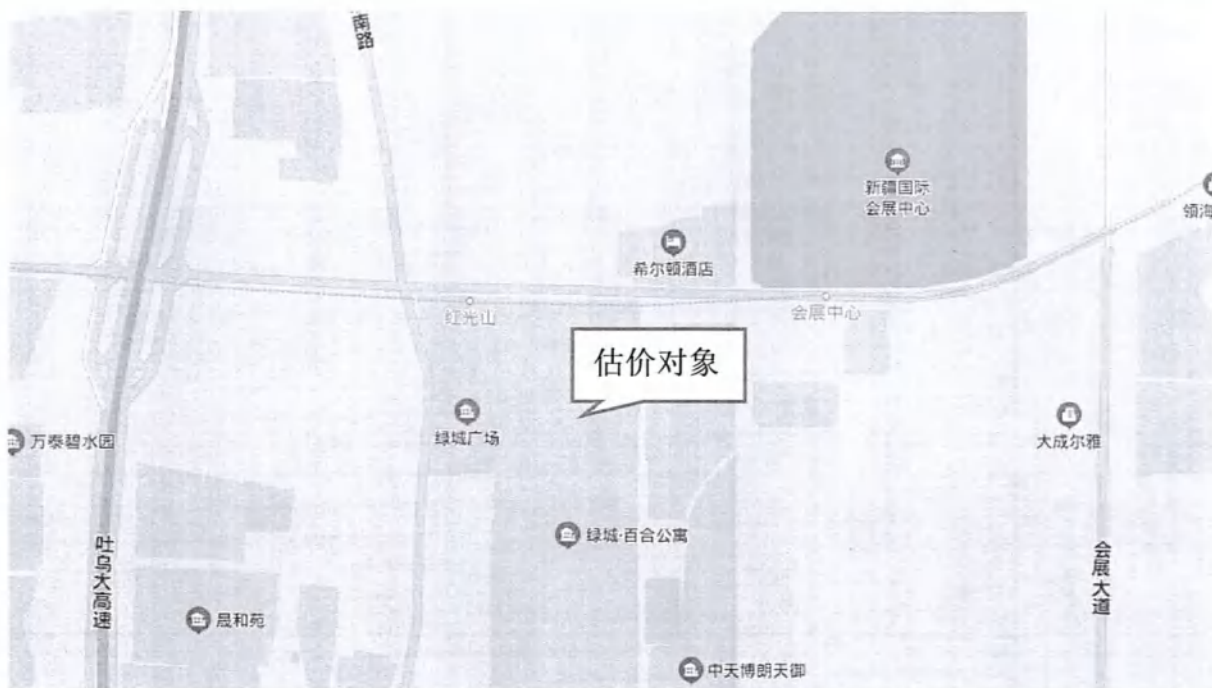 南路
新疆国际
会展中心
领海
希尔顿酒店
红光山
会展中心
估价对象
绿城广场
万泰碧水园
大成尔雅
绿城·百合公寓
吐乌大高速
会展大道
晟和苑
中天博朗天御